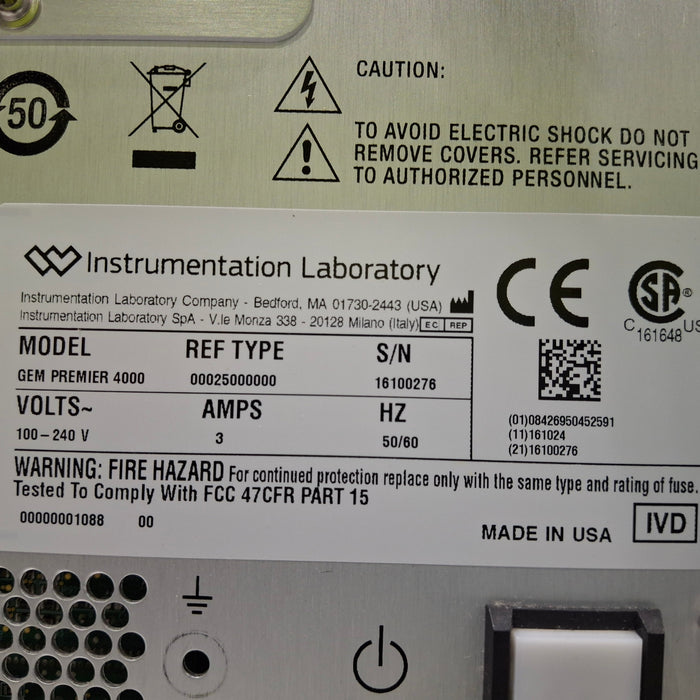 50
CAUTION:
TO AVOID ELECTRIC SHOCK DO NOT
REMOVE COVERS. REFER SERVICING
TO AUTHORIZED PERSONNEL.
Instrumentation Laboratory
Instrumentation Laboratory Company - Bedford, MA 01730-2443 (USA)
Instrumentation Laboratory SpA - V.le Monza 338 - 20128 Milano (Italy) EC REP
CE
SA ®
C 161648 US
MODEL REF TYPE S/N
GEM PREMIER 4000 00025000000 16100276
VOLTS~ AMPS HZ
100-240 V 3 50/60
(01)08426950452591
(11)161024
(21)16100276
WARNING: FIRE HAZARD For continued protection replace only with the same type and rating of fuse.
Tested To Comply With FCC 47CFR PART 15
00000001088 00
MADE IN USA IVD